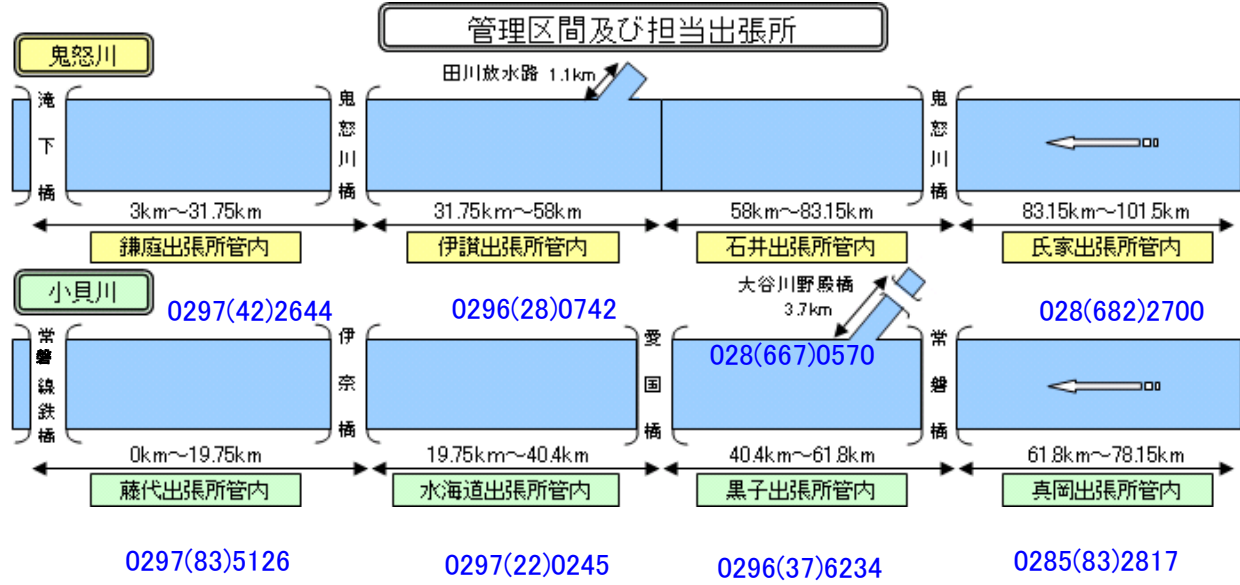 管理区間及び担当出張所
鬼怒川
田川放水路 1.1km
滝下橋
鬼怒川橋
鬼怒川橋
3km～31.75km
31.75km～58km
58km～83.15km
83.15km～101.5km
鎌庭出張所管内
伊讃出張所管内
石井出張所管内
氏家出張所管内
0297(42)2644
0296(28)0742
028(667)0570
028(682)2700
小貝川
大谷川野殿橋
3.7km
常磐線鉄橋
伊奈橋
愛国橋
常磐橋
0km～19.75km
19.75km～40.4km
40.4km～61.8km
61.8km～78.15km
藤代出張所管内
水海道出張所管内
黒子出張所管内
真岡出張所管内
0297(83)5126
0297(22)0245
0296(37)6234
0285(83)2817